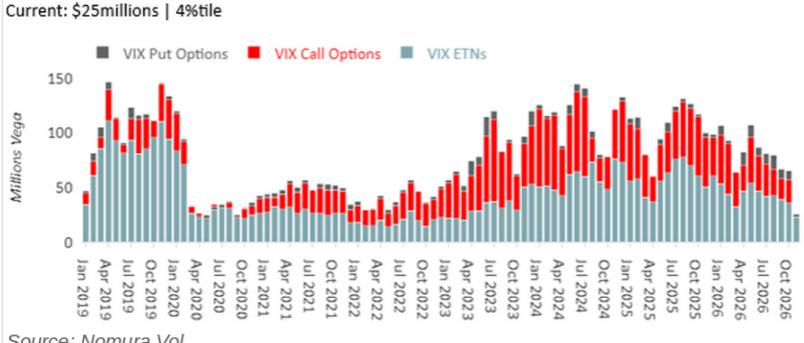 Current: $25millions | 4%tile
VIX Put Options VIX Call Options VIX ETNs
Millions Vega
150
100
50
0
Jan 2019
Apr 2019
Jul 2019
Oct 2019
Jan 2020
Apr 2020
Jul 2020
Oct 2020
Jan 2021
Apr 2021
Jul 2021
Oct 2021
Jan 2022
Apr 2022
Jul 2022
Oct 2022
Jan 2023
Apr 2023
Jul 2023
Oct 2023
Jan 2024
Apr 2024
Jul 2024
Oct 2024
Jan 2025
Apr 2025
Jul 2025
Oct 2025
Jan 2026
Apr 2026
Jul 2026
Oct 2026
Source: Nomura Vol